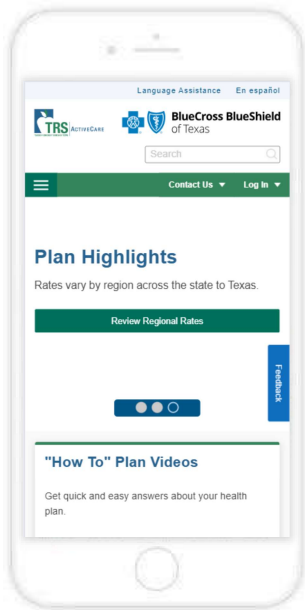 Language Assistance En español
TRS ACTIVECARE
BlueCross BlueShield
of Texas
Search
Contact Us Log In
Plan Highlights
Rates vary by region across the state to Texas.
Review Regional Rates
Feedback
"How To" Plan Videos
Get quick and easy answers about your health
plan.